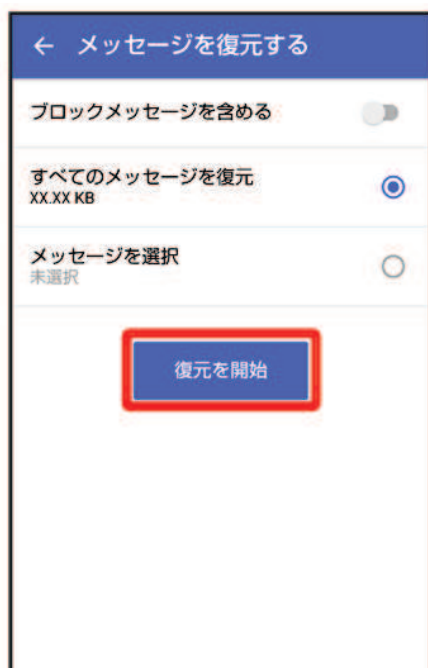 ← メッセージを復元する
ブロックメッセージを含める
すべてのメッセージを復元
XX.XX KB
メッセージを選択
未選択
復元を開始